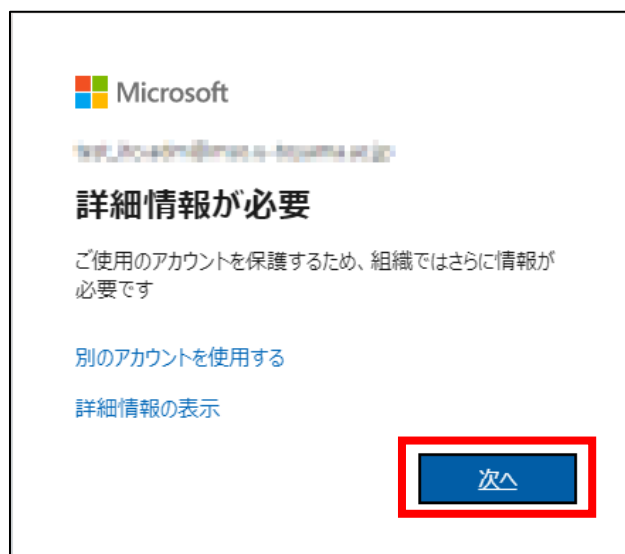 Microsoft
詳細情報が必要
ご使用のアカウントを保護するため、組織ではさらに情報が
必要です
別のアカウントを使用する
詳細情報の表示
次へ